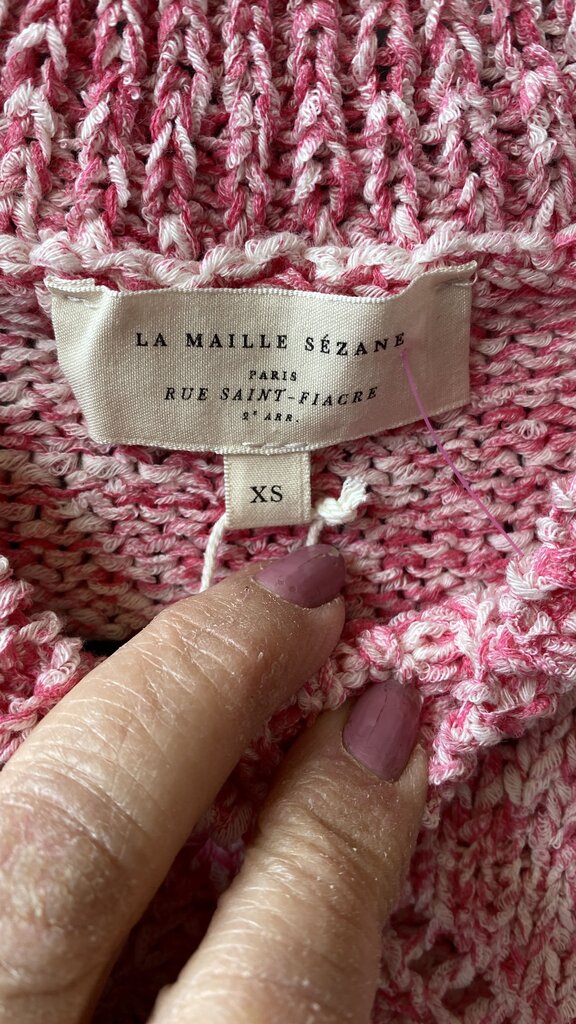 LA MAILLE SÉZANE
PARIS
RUE SAINT-FIACRE
2e ARR.
XS